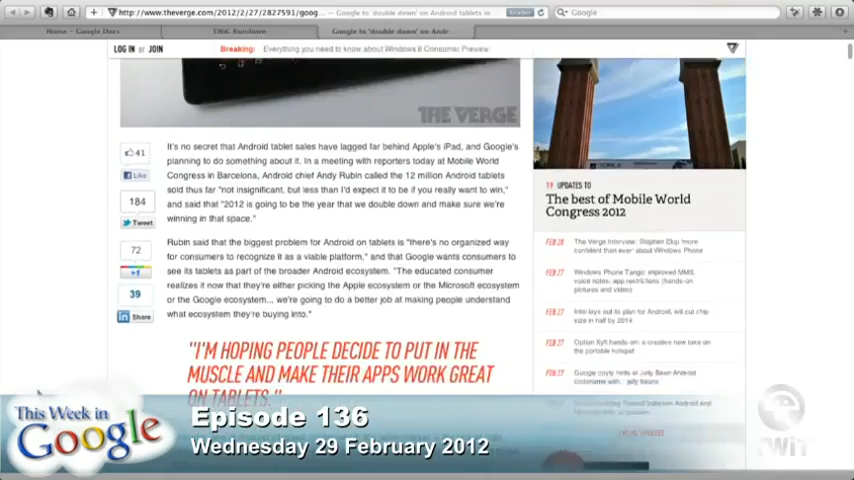 http://www.theverge.com/2012/2/27/2827591/goog... – Google to 'double down' on Android tablets in
Reader
Google
Home – Google Docs
Google to 'double down' on Andr
LOG IN or JOIN
Breaking: Everything you need to know about Windows 8 Consumer Preview
THE VERGE
41
Like
184
Tweet
72
+1
39
Share
It's no secret that Android tablet sales have lagged far behind Apple's iPad, and Google's
planning to do something about it. In a meeting with reporters today at Mobile World
Congress in Barcelona, Android chief Andy Rubin called the 12 million Android tablets
sold thus far "not insignificant, but less than I'd expect it to be if you really want to win,"
and said that "2012 is going to be the year that we double down and make sure we're
winning in that space."
Rubin said that the biggest problem for Android on tablets is "there's no organized way
for consumers to recognize it as a viable platform," and that Google wants consumers to
see its tablets as part of the broader Android ecosystem. "The educated consumer
realizes it now that they're either picking the Apple ecosystem or the Microsoft ecosystem
or the Google ecosystem... we're going to do a better job at making people understand
what ecosystem they're buying into."
"I'M HOPING PEOPLE DECIDE TO PUT IN THE
MUSCLE AND MAKE THEIR APPS WORK GREAT
ON TABLETS."
19 UPDATES TO
The best of Mobile World
Congress 2012
FEB 28 The Verge Interview: Stephen Elop 'more
confident than ever' about Windows Phone
FEB 27 Windows Phone Tango: improved MMS,
voice notes, app restrictions (hands-on
pictures and video)
FEB 27 Intel lays out its plan for Android, will cut chip
size in half by 2014
FEB 27 Option Xyfi hands-on: a creative new take on
the portable hotspot
FEB 27 Google coyly hints at Jelly Bean Android
codename with... jelly beans
This Week in
Google
Episode 136
Wednesday 29 February 2012
TWiT